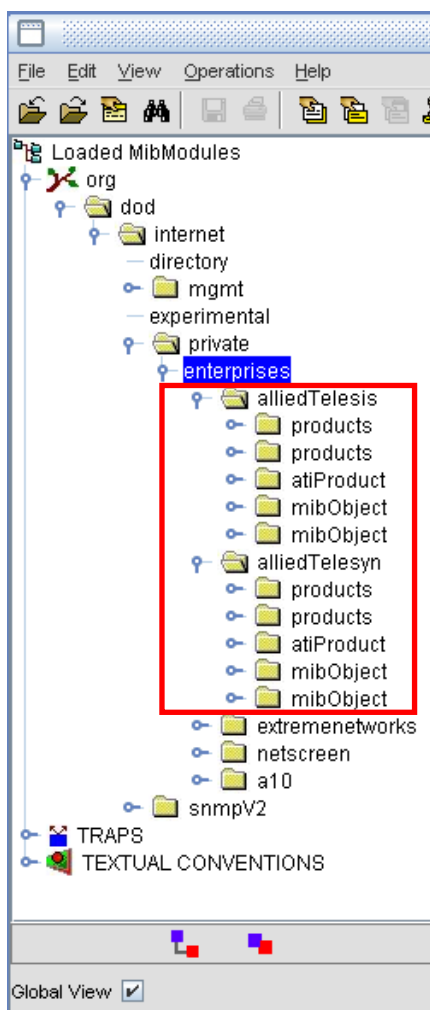 File Edit View Operations Help
Loaded MibModules
org
dod
internet
directory
mgmt
experimental
private
enterprises
alliedTelesis
products
products
atiProduct
mibObject
mibObject
alliedTelesyn
products
products
atiProduct
mibObject
mibObject
extremenetworks
netscreen
a10
snmpV2
TRAPS
TEXTUAL CONVENTIONS
Global View